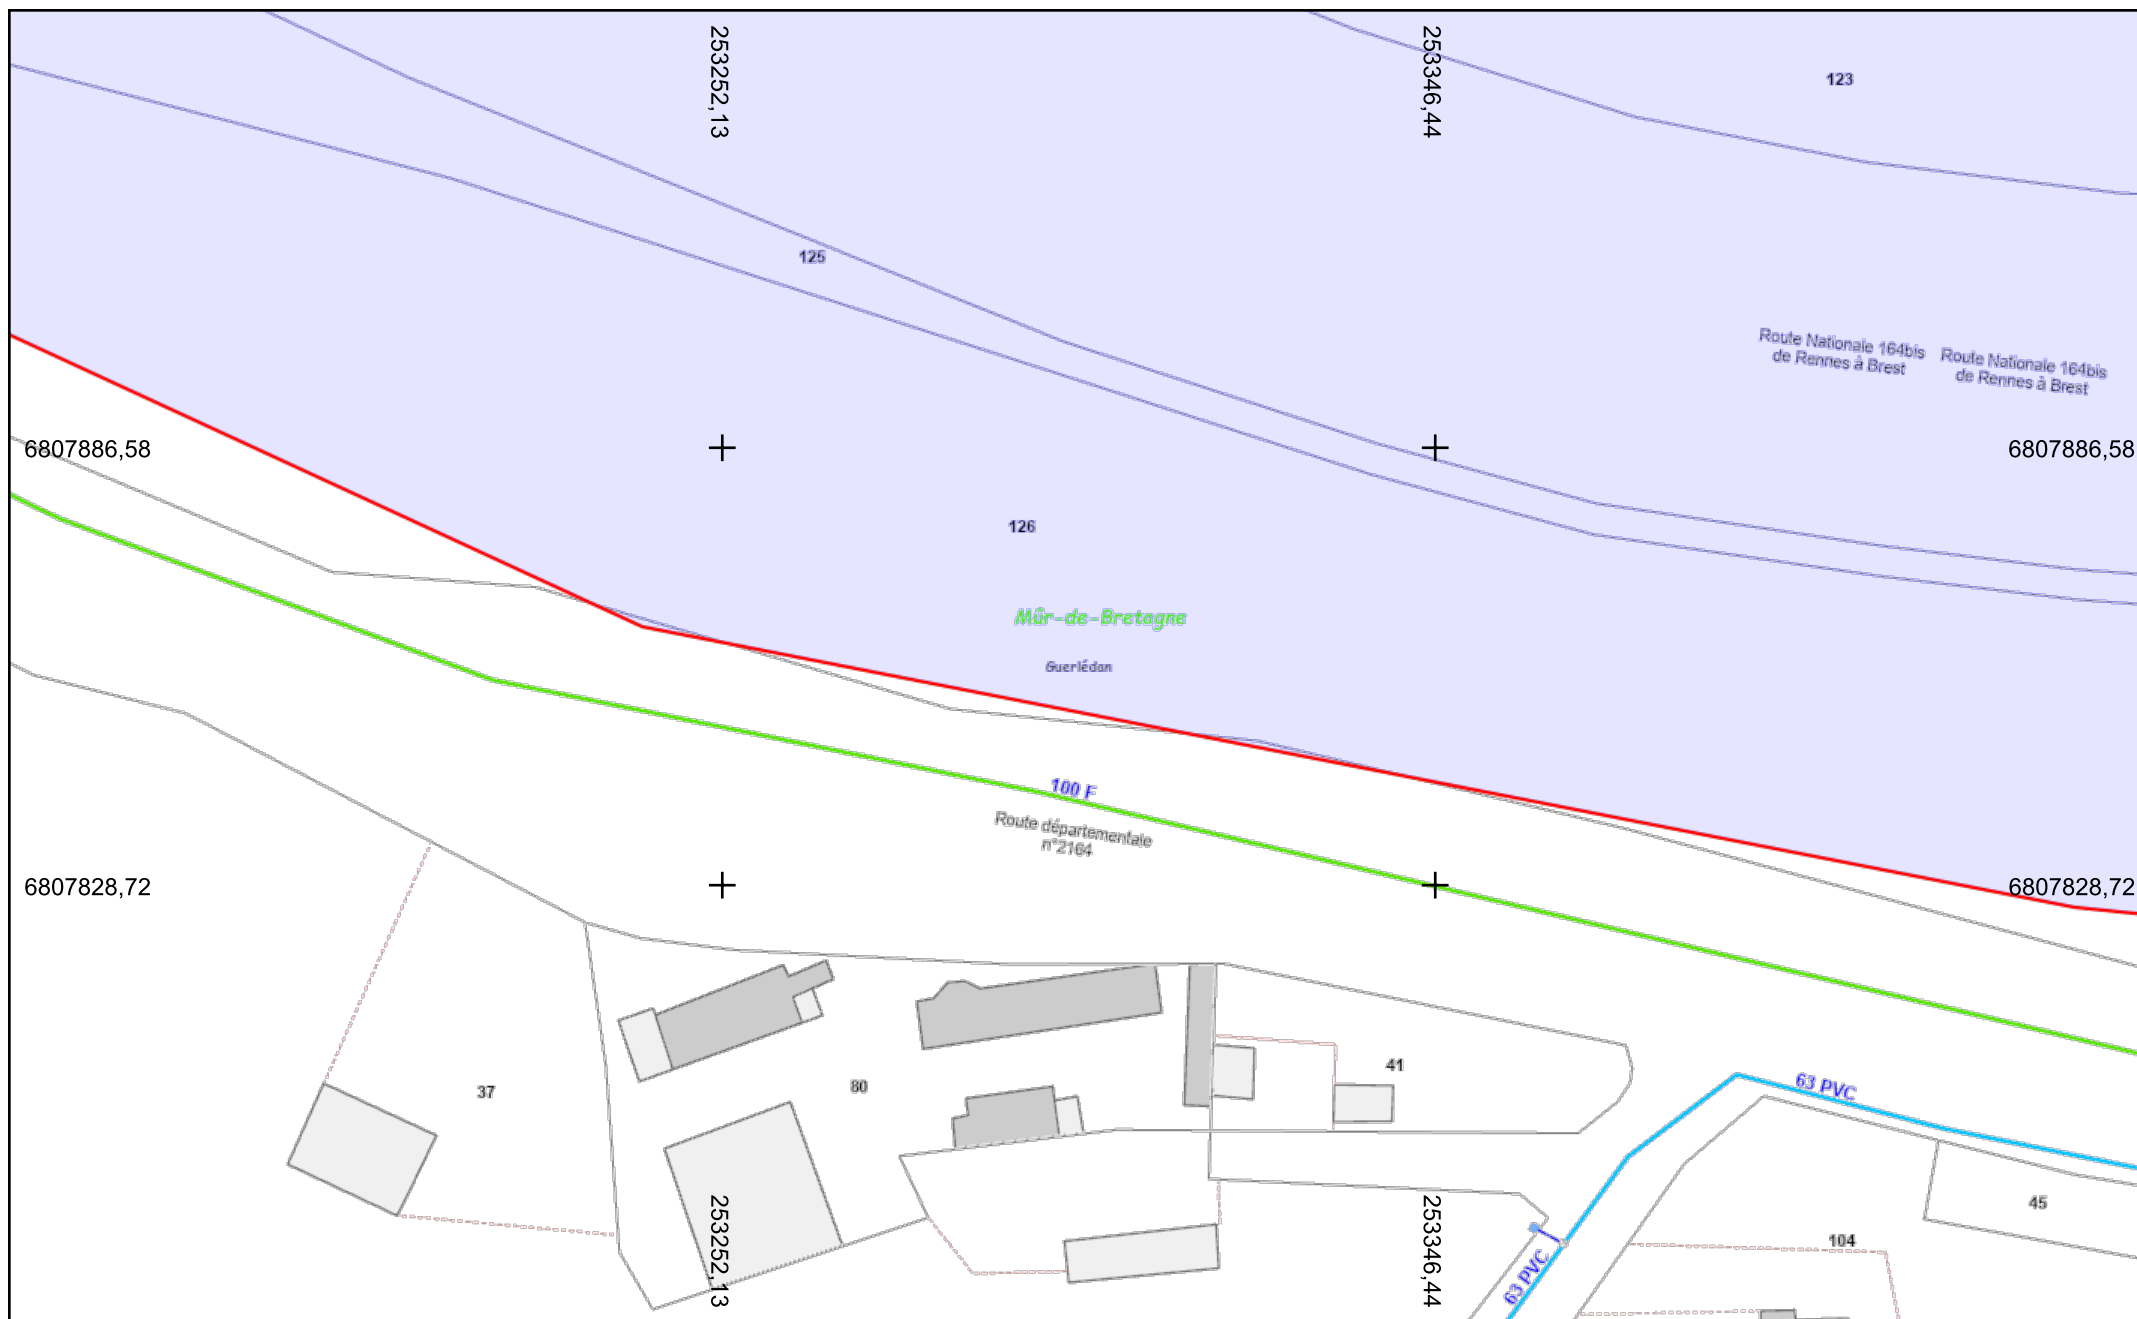 253252,13
253346,44
123
125
Route Nationale 164bis
de Rennes à Brest
Route Nationale 164bis
de Rennes à Brest
6807886,58
6807886,58
126
Mûr-de-Bretagne
Guerlédan
100 F
Route départementale
n°2164
6807828,72
6807828,72
37
80
41
63 PVC
45
104
63 PVC
253252,13
253346,44